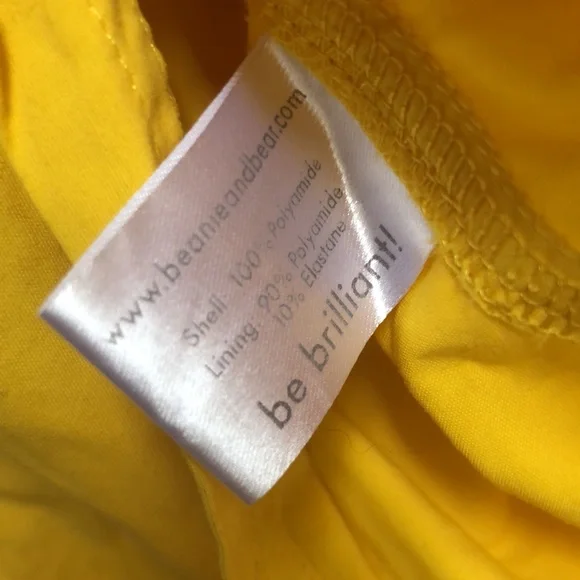 www.beanieandbear.com
Shell: 100% Polyamide
Lining: 90% Polyamide
10% Elastane
be brilliant!